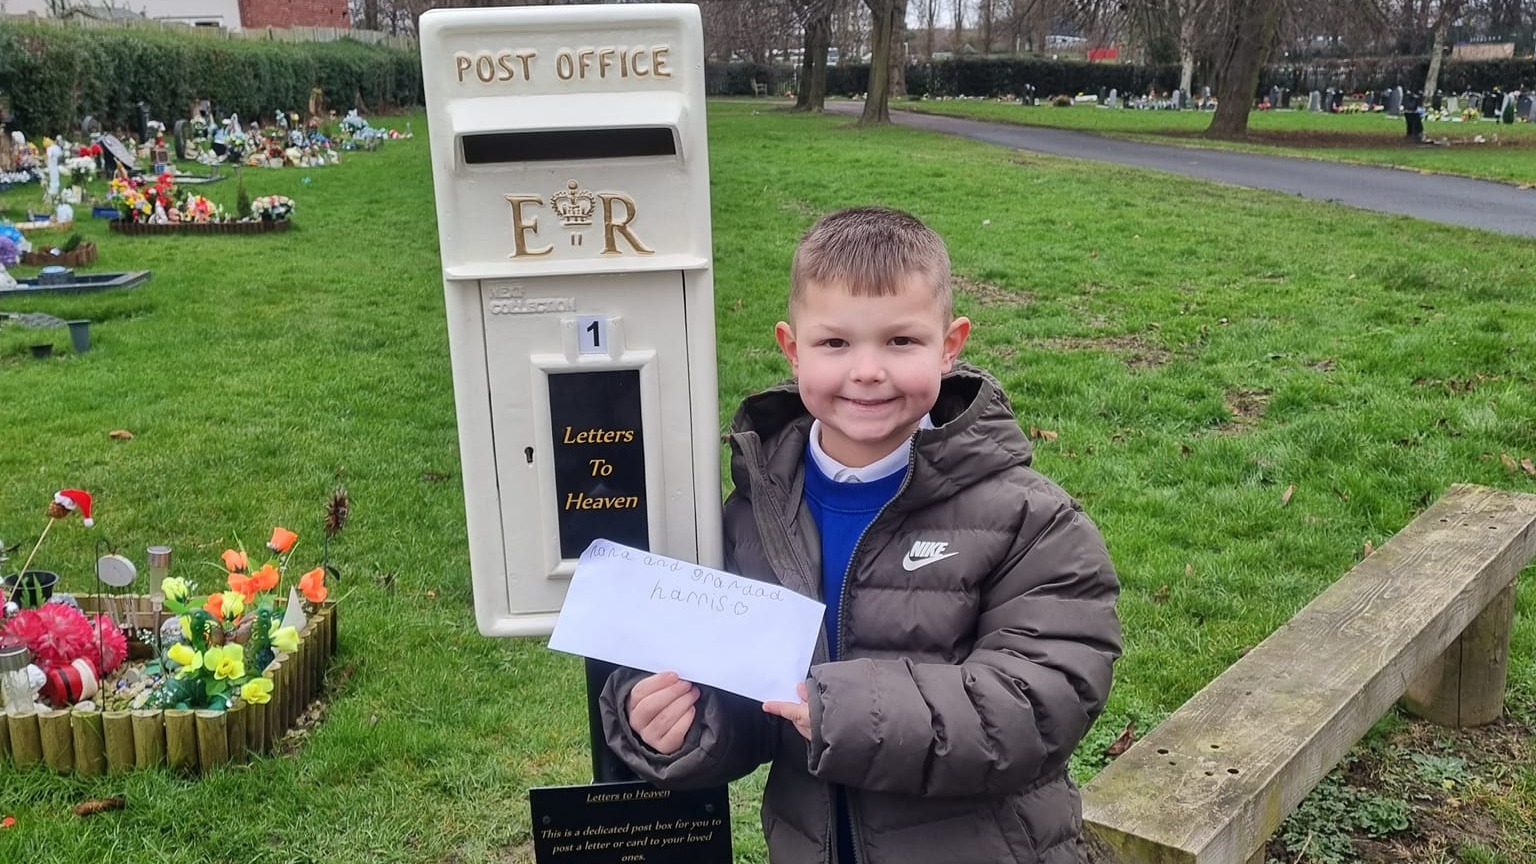 POST OFFICE
E II R
NEXT
COLLECTION
1
Letters
To
Heaven
NIKE
nana and grandad
harris
Letters to Heaven
This is a dedicated post box for you to
post a letter or card to your loved
ones.